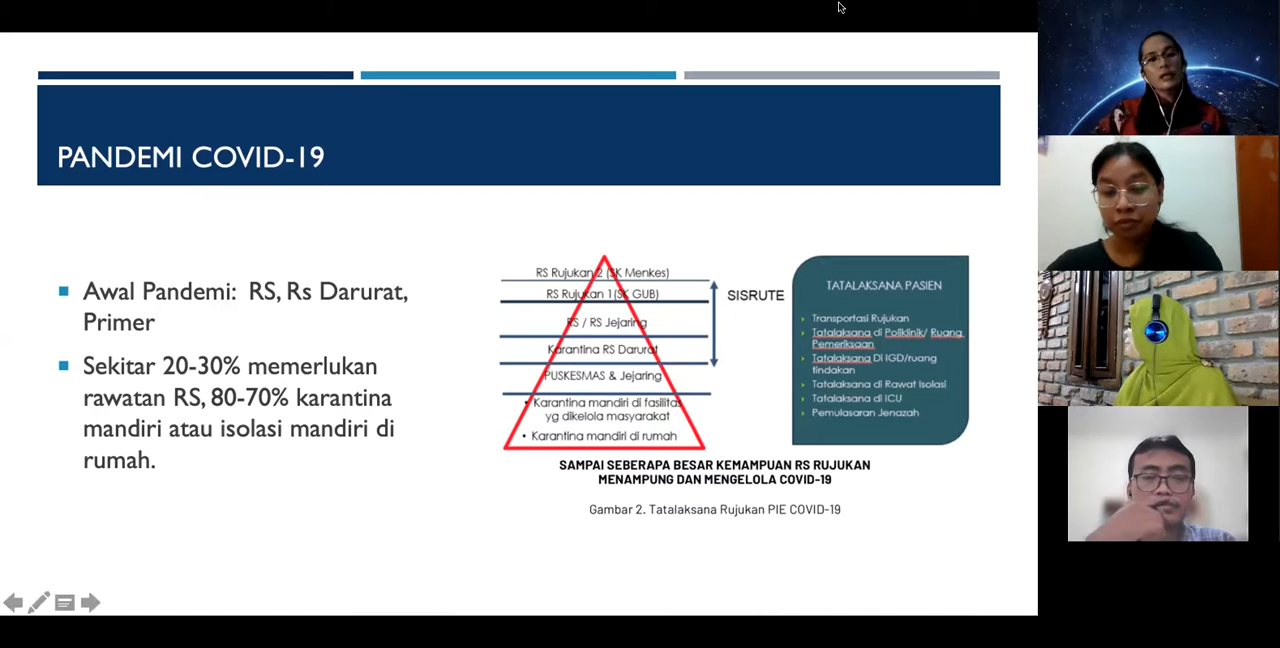 PANDEMI COVID-19
Awal Pandemi: RS, Rs Darurat,
Primer
Sekitar 20-30% memerlukan
rawatan RS, 80-70% karantina
mandiri atau isolasi mandiri di
rumah.
RS Rujukan 2 (SK Menkes)
RS Rujukan 1 (SK GUB)
RS / RS Jejaring
Karantina RS Darurat
PUSKESMAS & Jejaring
• Karantina mandiri di fasilitas
yg dikelola masyarakat
• Karantina mandiri di rumah
SISRUTE
TATALAKSANA PASIEN
Transportasi Rujukan
Tatalaksana di Poliklinik/ Ruang
Pemeriksaan
Tatalaksana Di IGD/ruang
tindakan
Tatalaksana di Rawat Isolasi
Tatalaksana di ICU
Pemulasaran Jenazah
SAMPAI SEBERAPA BESAR KEMAMPUAN RS RUJUKAN
MENAMPUNG DAN MENGELOLA COVID-19
Gambar 2. Tatalaksana Rujukan PIE COVID-19